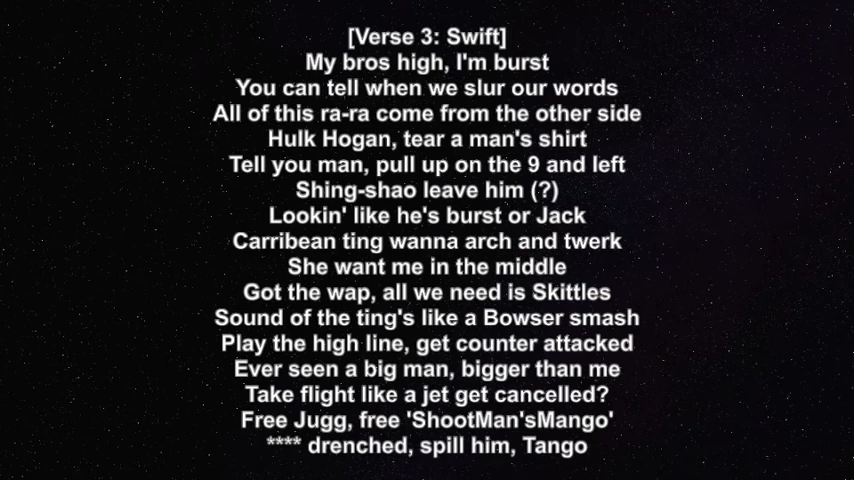 [Verse 3: Swift]
My bros high, I'm burst
You can tell when we slur our words
All of this ra-ra come from the other side
Hulk Hogan, tear a man's shirt
Tell you man, pull up on the 9 and left
Shing-shao leave him (?)
Lookin' like he's burst or Jack
Carribean ting wanna arch and twerk
She want me in the middle
Got the wap, all we need is Skittles
Sound of the ting's like a Bowser smash
Play the high line, get counter attacked
Ever seen a big man, bigger than me
Take flight like a jet get cancelled?
Free Jugg, free 'ShootMan'sMango'
**** drenched, spill him, Tango